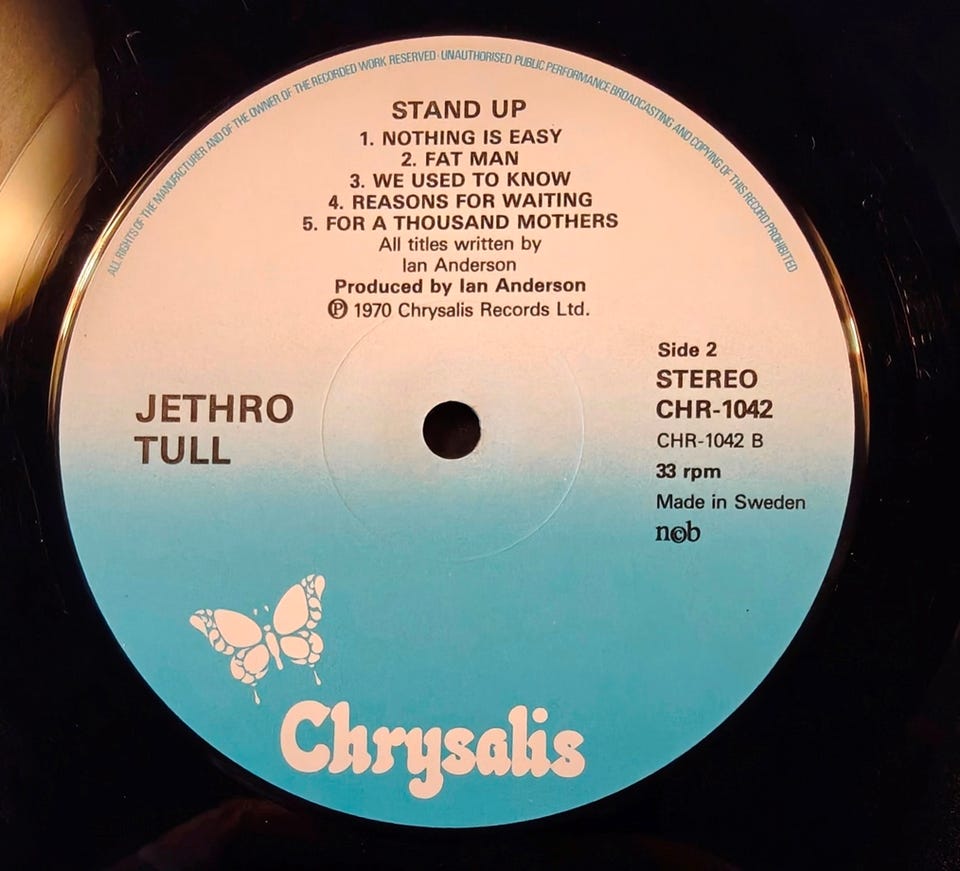 ALL RIGHTS OF THE MANUFACTURER AND OF THE OWNER OF THE RECORDED WORK RESERVED · UNAUTHORISED PUBLIC PERFORMANCE BROADCASTING AND COPYING OF THIS RECORD PROHIBITED
STAND UP
1. NOTHING IS EASY
2. FAT MAN
3. WE USED TO KNOW
4. REASONS FOR WAITING
5. FOR A THOUSAND MOTHERS
All titles written by
Ian Anderson
Produced by Ian Anderson
Ⓟ 1970 Chrysalis Records Ltd.
JETHRO
TULL
Side 2
STEREO
CHR-1042
CHR-1042 B
33 rpm
Made in Sweden
n©b
Chrysalis